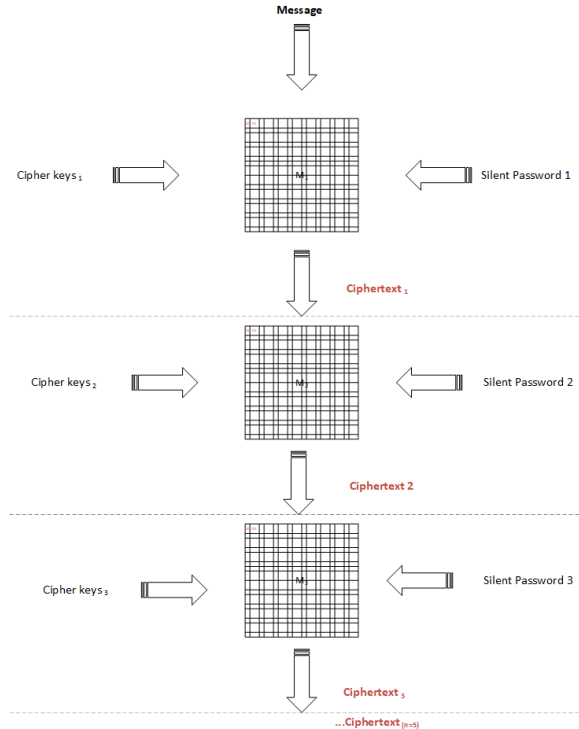 Message
Cipher keys 1
M1
Silent Password 1
Ciphertext 1
Cipher keys 2
M2
Silent Password 2
Ciphertext 2
Cipher keys 3
M3
Silent Password 3
Ciphertext 3
...Ciphertext (n=5)